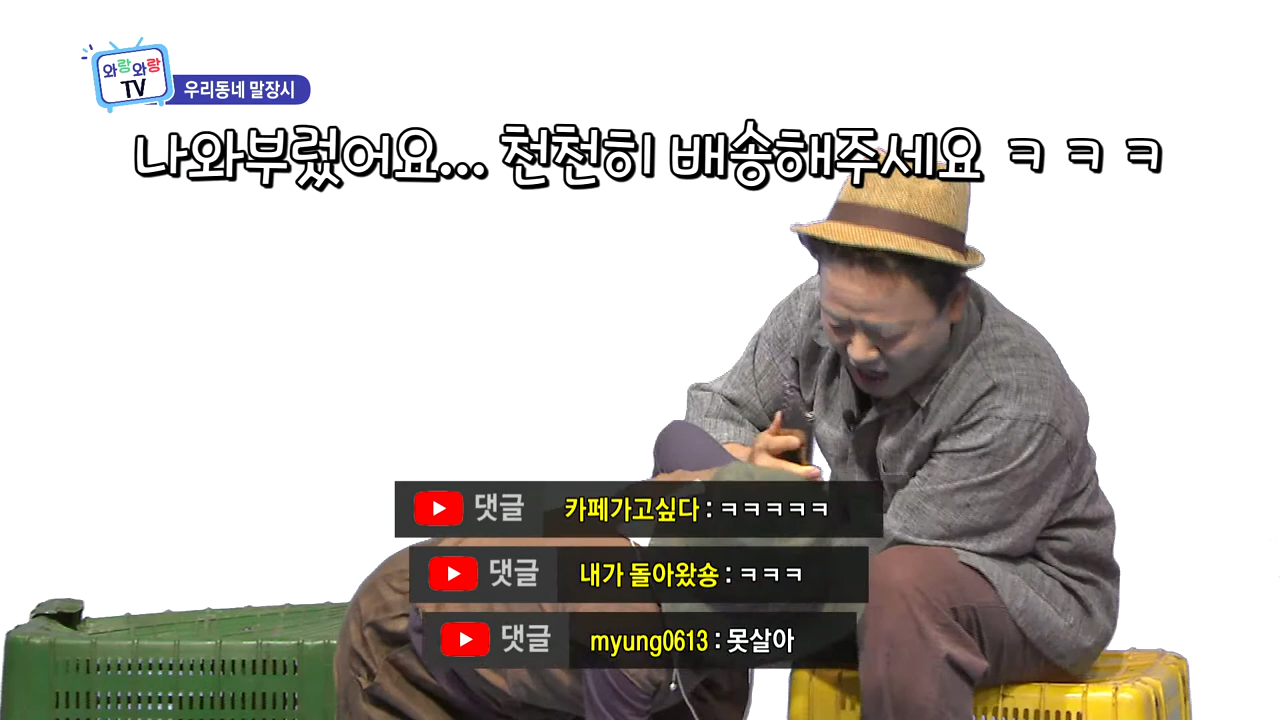 와랑와랑
TV
우리동네 말장시
나와부렀어요... 천천히 배송해주세요 ㅋ ㅋ ㅋ
댓글 카페가고싶다 : ㅋㅋㅋㅋㅋ
댓글 내가 돌아왔숑 : ㅋㅋㅋ
댓글 myung0613 : 못살아